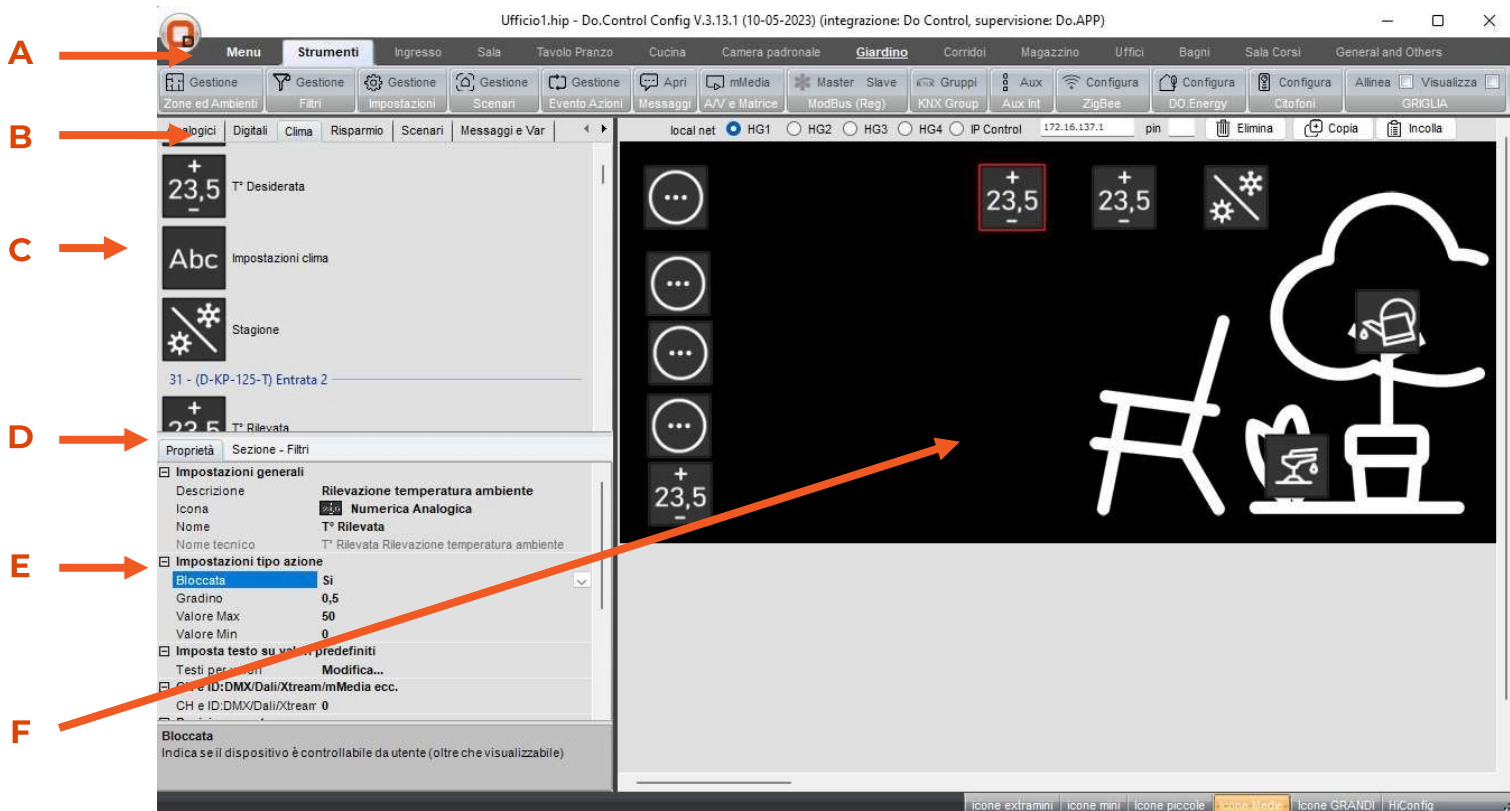 Ufficio1.hip - Do.Control Config V.3.13.1 (10-05-2023) (integrazione: Do Control, supervisione: Do.APP)
A
Menu Strumenti Ingresso Sala Tavolo Pranzo Cucina Camera padronale Giardino Corridoi Magazzino Uffici Bagni Sala Corsi General and Others
Gestione Gestione Gestione Gestione Gestione Apri mMedia Master Slave Gruppi Aux Configura Configura Configura Allinea Visualizza
Zone ed Ambienti Filtri Impostazioni Scenari Evento Azioni Messaggi A/V e Matrice ModBus (Reg) KNX Group Aux Int ZigBee DO.Energy Citofoni GRIGLIA
B
Digitali Clima Risparmio Scenari Messaggi e Var
local net HG1 HG2 HG3 HG4 IP Control 172.16.137.1 pin Elimina Copia Incolla
+
23,5
-
T° Desiderata
C
Abc Impostazioni clima
Stagione
31 - (D-KP-125-T) Entrata 2
+
23,5
T° Rilevata
D
Proprietà Sezione - Filtri
Impostazioni generali
Descrizione Rilevazione temperatura ambiente
Icona Numerica Analogica
Nome T° Rilevata
Nome tecnico T° Rilevata Rilevazione temperatura ambiente
E
Impostazioni tipo azione
Bloccata Si
Gradino 0,5
Valore Max 50
Valore Min 0
Imposta testo su predefiniti
Testi per Modifica...
ID:DMX/Dali/Xtream/mMedia ecc.
CH e ID:DMX/Dali/Xtrear 0
F
Bloccata
Indica se il dispositivo è controllabile da utente (oltre che visualizzabile)
+
23,5
-
+
23,5
-
+
23,5
-
icone extramini icone mini Icone piccole Icone Medie Icone GRANDI HiConfig